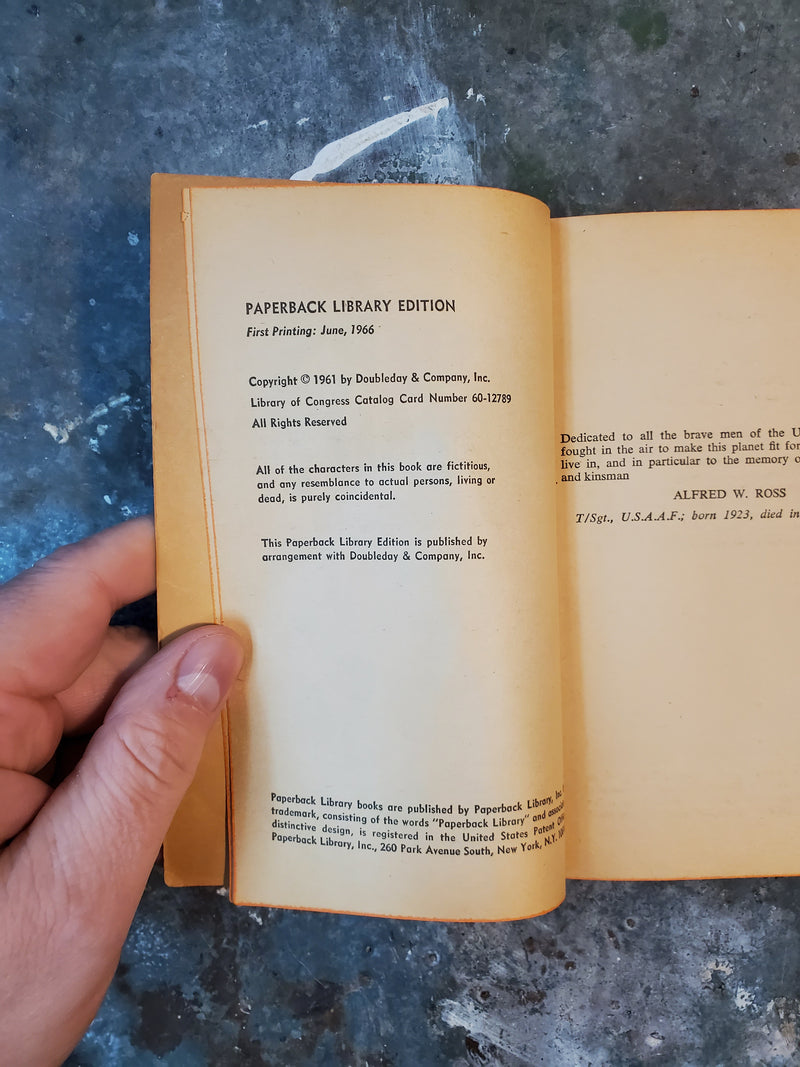 PAPERBACK LIBRARY EDITION
First Printing: June, 1966
Copyright © 1961 by Doubleday & Company, Inc.
Library of Congress Catalog Card Number 60-12789
All Rights Reserved
All of the characters in this book are fictitious,
and any resemblance to actual persons, living or
dead, is purely coincidental.
This Paperback Library Edition is published by
arrangement with Doubleday & Company, Inc.
Paperback Library books are published by Paperback Library, Inc.
trademark, consisting of the words "Paperback Library" and
distinctive design, is registered in the United States Patent
Paperback Library, Inc., 260 Park Avenue South, New York, N.Y.
Dedicated to all the brave men of the
fought in the air to make this planet fit for
live in, and in particular to the memory
and kinsman
ALFRED W. ROSS
T/Sgt., U.S.A.A.F.; born 1923, died in